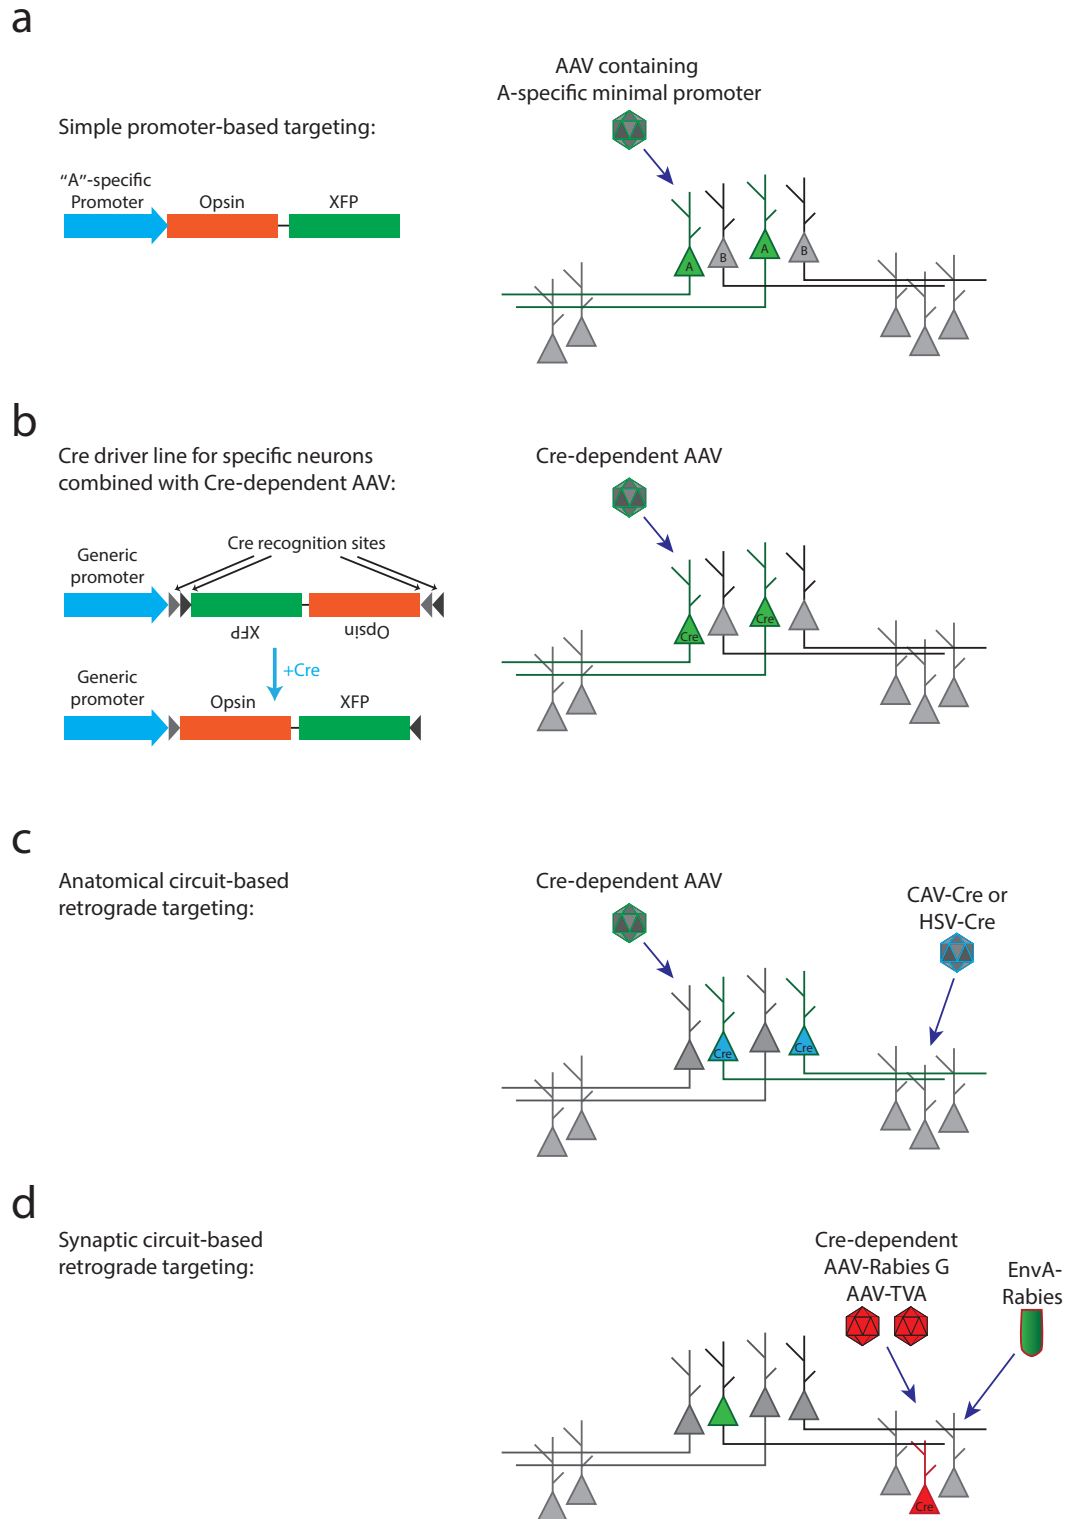 a
AAV containing
A-specific minimal promoter
Simple promoter-based targeting:
“A”-specific
Promoter
Opsin
XFP
A
B
A
B
b
Cre driver line for specific neurons
combined with Cre-dependent AAV:
Cre-dependent AAV
Cre recognition sites
Generic
promoter
XFP
Opsin
+Cre
Generic
promoter
Opsin
XFP
Cre
Cre
c
Anatomical circuit-based
retrograde targeting:
Cre-dependent AAV
CAV-Cre or
HSV-Cre
Cre
Cre
d
Synaptic circuit-based
retrograde targeting:
Cre-dependent
AAV-Rabies G
AAV-TVA
EnvA-
Rabies
Cre